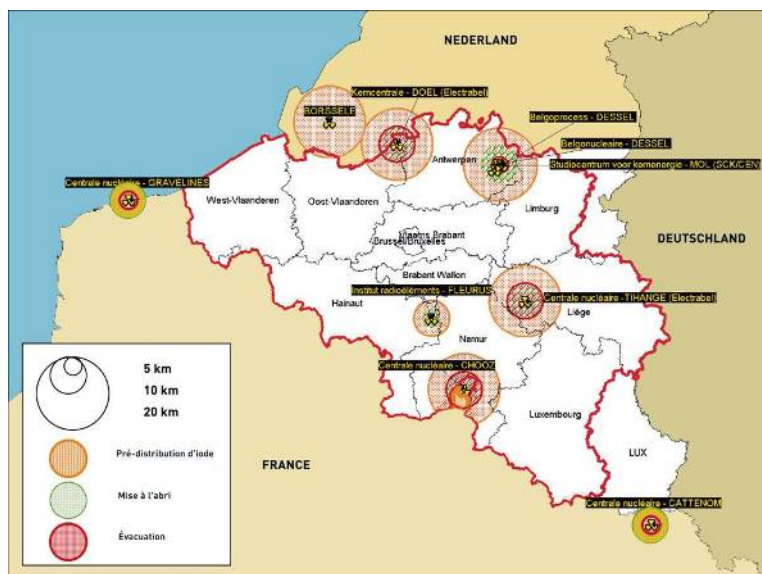 NEDERLAND
Kerncentrale - DOEL (Electrabel)
BORSSELE
Belgoprocess - DESSEL
Belgonucleaire - DESSEL
Antwerpen
Studiecentrum voor kernenergie - MOL (SCK/CEN)
Centrale nucléaire - GRAVELINES
West-Vlaanderen
Oost-Vlaanderen
Limburg
Vlaams Brabant
Brussel/Bruxelles
DEUTSCHLAND
Brabant Wallon
Institut radioéléments - FLEURUS
Hainaut
Centrale nucléaire - TIHANGE (Electrabel)
Liège
Namur
Centrale nucléaire - CHOOZ
5 km
10 km
20 km
Luxembourg
Pré-distribution d'iode
FRANCE
LUX
Mise à l'abri
Centrale nucléaire - CATTENOM
Évacuation